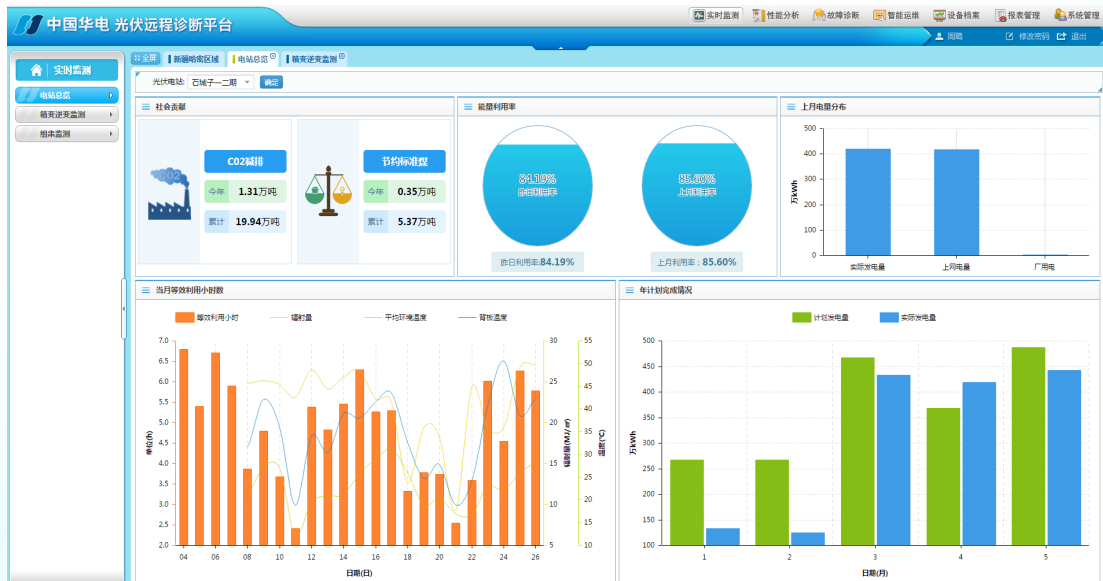 中国华电 光伏远程诊断平台
实时监测 性能分析 故障诊断 智能运维 设备档案 报表管理 系统管理
周聪 修改密码 退出
实时监测
电站总览
箱变逆变监测
组串监测
全屏 新疆哈密区域 电站总览 箱变逆变监测
光伏电站: 石城子一二期 确定
社会贡献
CO2
CO2减排
今年 1.31万吨
累计 19.94万吨
节约标准煤
今年 0.35万吨
累计 5.37万吨
能量利用率
84.19%
昨日利用率
85.60%
上月利用率
昨日利用率:84.19%
上月利用率：85.60%
上月电量分布
万kWh
500
400
300
200
100
0
实际发电量 上网电量 厂用电
当月等效利用小时数
等效利用小时 辐射量 平均环境温度 背板温度
单位(h)
7.0
6.5
6.0
5.5
5.0
4.5
4.0
3.5
3.0
2.5
2.0
04 06 08 10 12 14 16 18 20 22 24 26
日期(日)
30
25
20
15
10
5
辐射量(MJ/㎡)
55
50
45
40
35
30
25
20
15
10
温度(℃)
年计划完成情况
计划发电量 实际发电量
万kWh
500
450
400
350
300
250
200
150
100
1 2 3 4 5
日期(月)